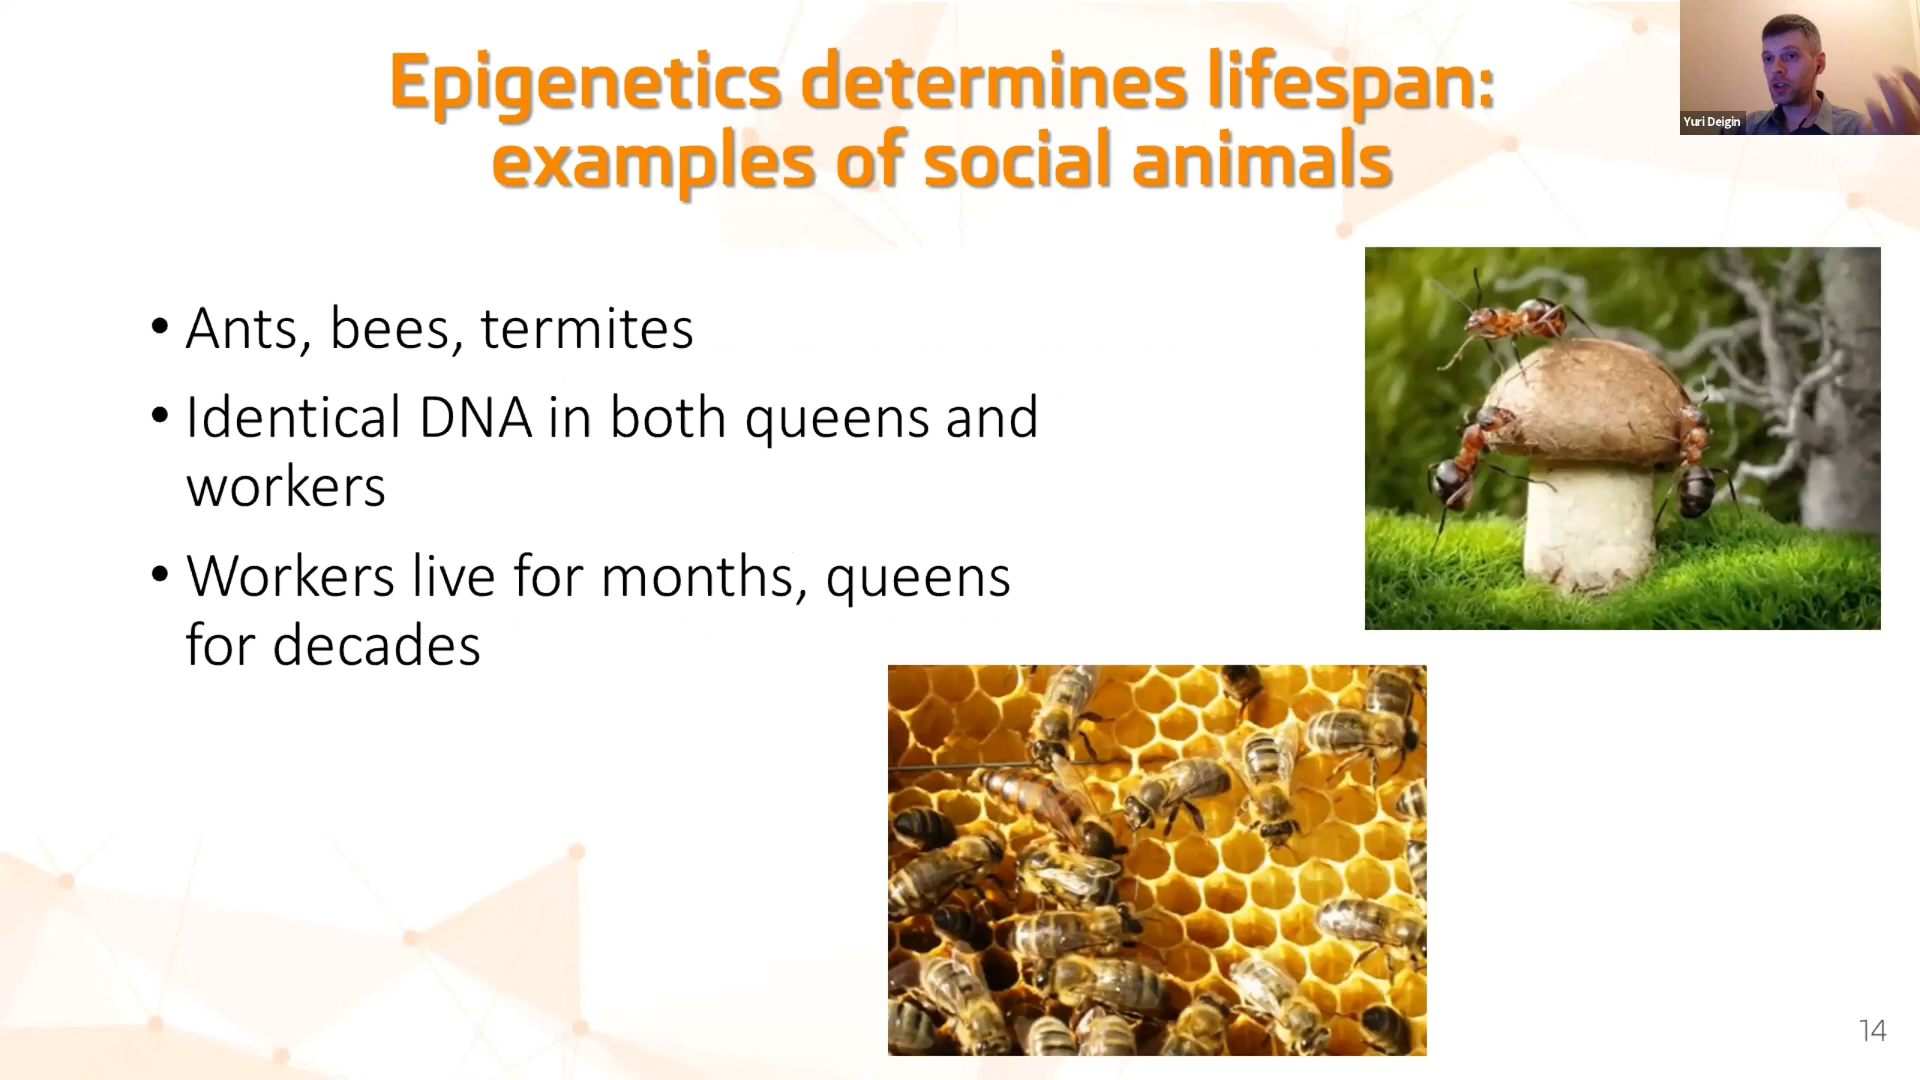 Epigenetics determines lifespan:
examples of social animals
Yuri Deigin
• Ants, bees, termites
• Identical DNA in both queens and
workers
• Workers live for months, queens
for decades
14